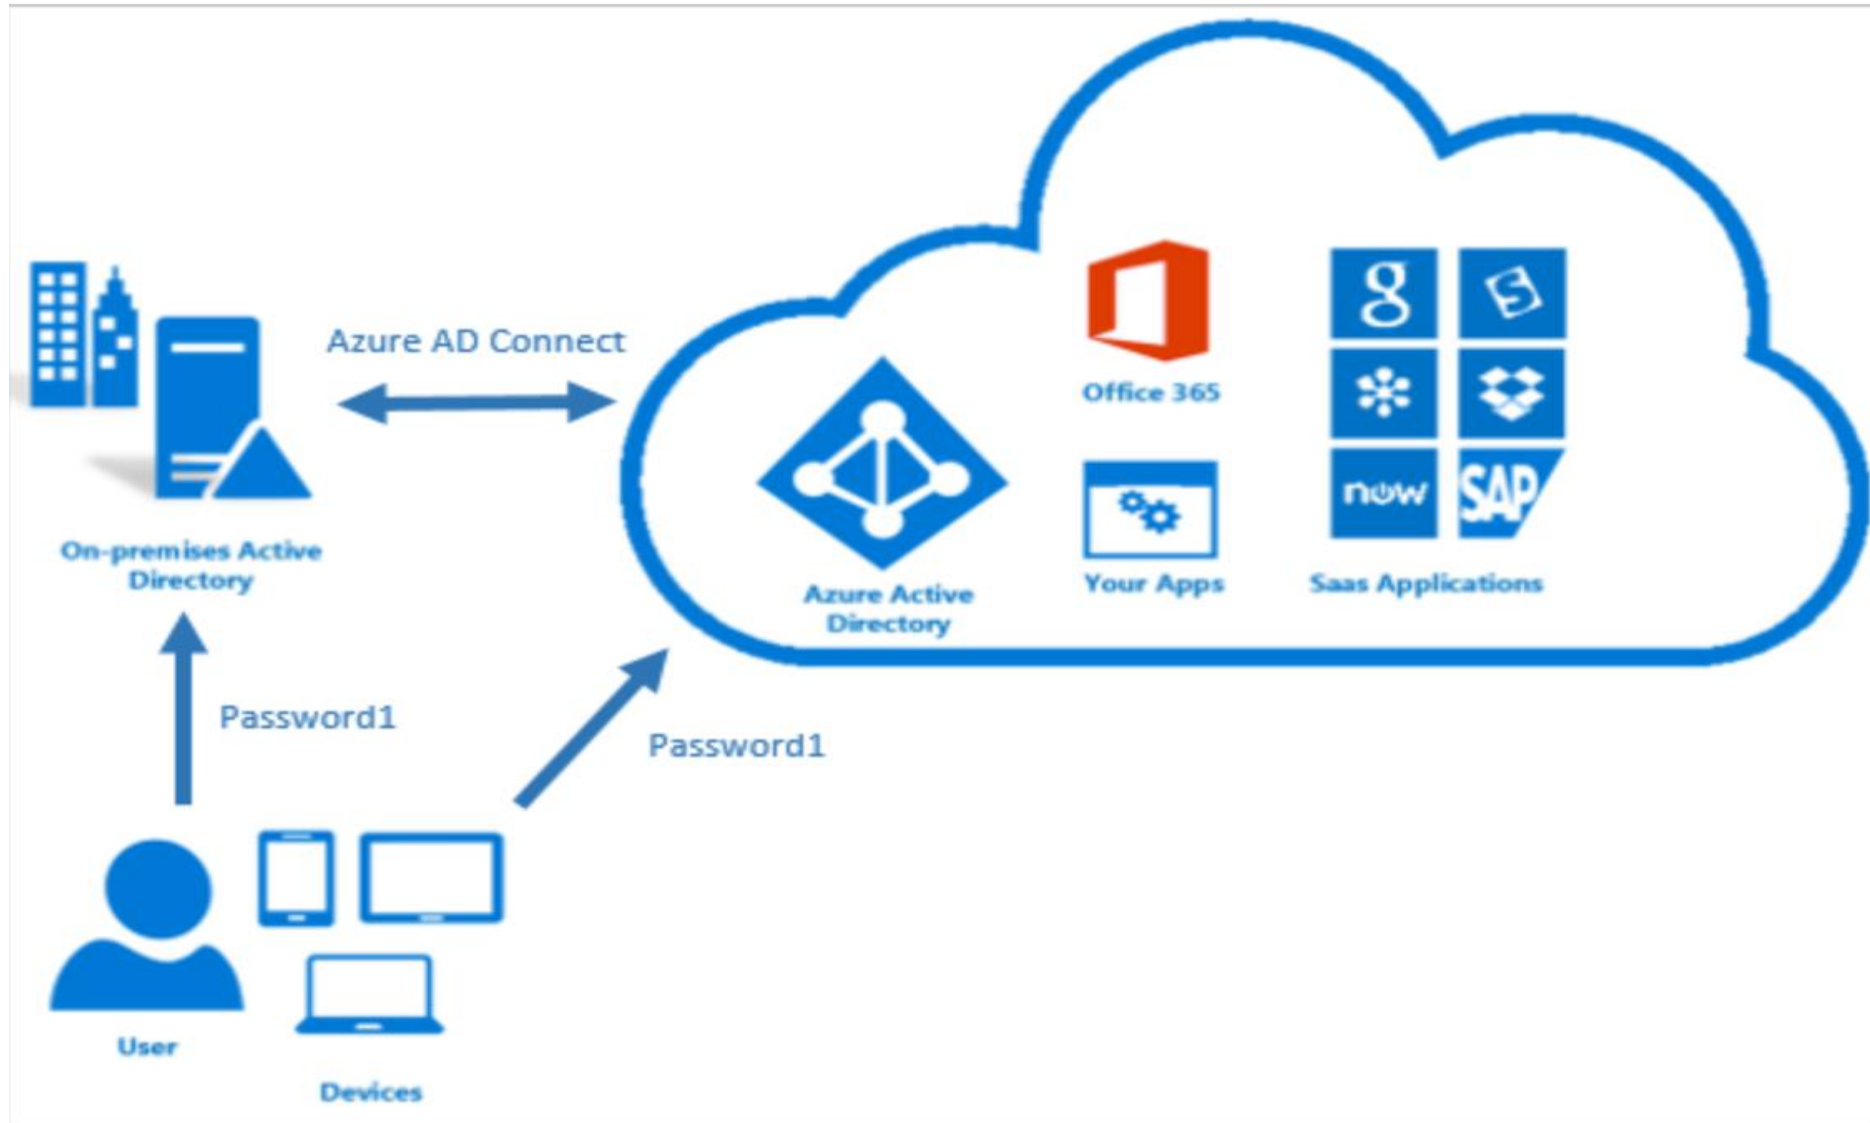 Azure AD Connect
On-premises Active
Directory
Azure Active
Directory
Office 365
Your Apps
g
S
now
SAP
Saas Applications
Password1
Password1
User
Devices